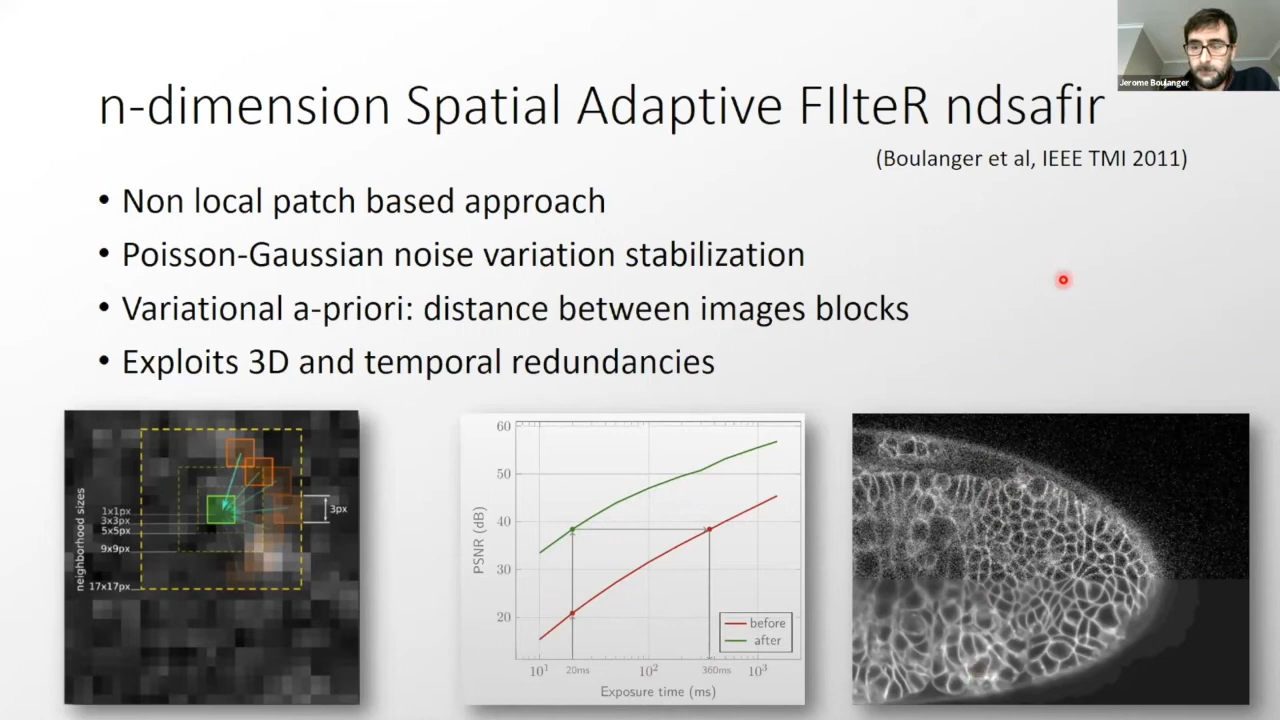 Jerome Boulanger
n-dimension Spatial Adaptive FIlteR ndsafir
(Boulanger et al, IEEE TMI 2011)
• Non local patch based approach
• Poisson-Gaussian noise variation stabilization
• Variational a-priori: distance between images blocks
• Exploits 3D and temporal redundancies
neighborhood sizes
1x1px
3x3px
5x5px
9x9px
17x17px
3px
PSNR (dB)
60
50
40
30
20
before
after
10¹ 20ms 10² 360ms 10³
Exposure time (ms)